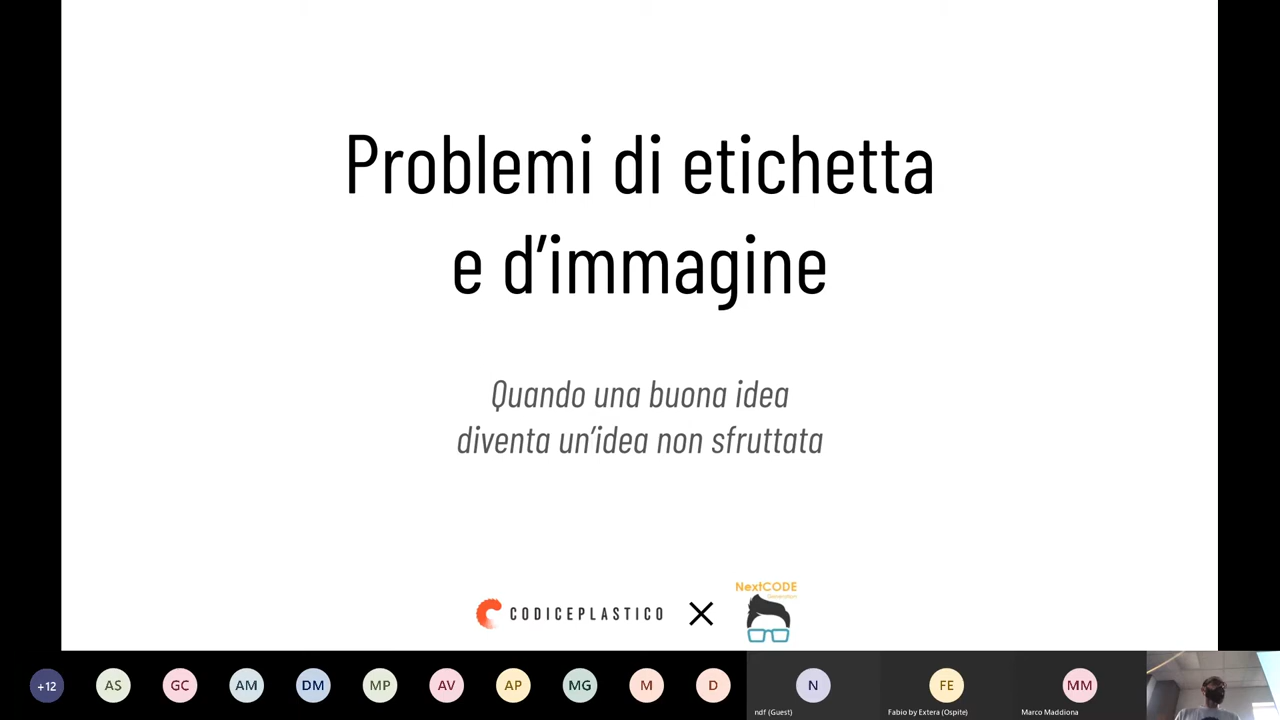 Problemi di etichetta
e d'immagine
Quando una buona idea
diventa un'idea non sfruttata
CODICEPLASTICO
NextCODE
Generation
+12
AS
GC
AM
DM
MP
AV
AP
MG
M
D
N
FE
MM
ndf (Guest)
Fabio by Extera (Ospite)
Marco Maddiona